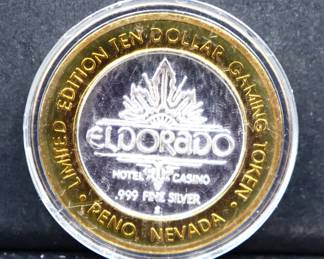 LIMITED EDITION TEN DOLLAR GAMING TOKEN
ELDORADO
HOTEL CASINO
.999 FINE SILVER
S
• RENO, NEVADA •